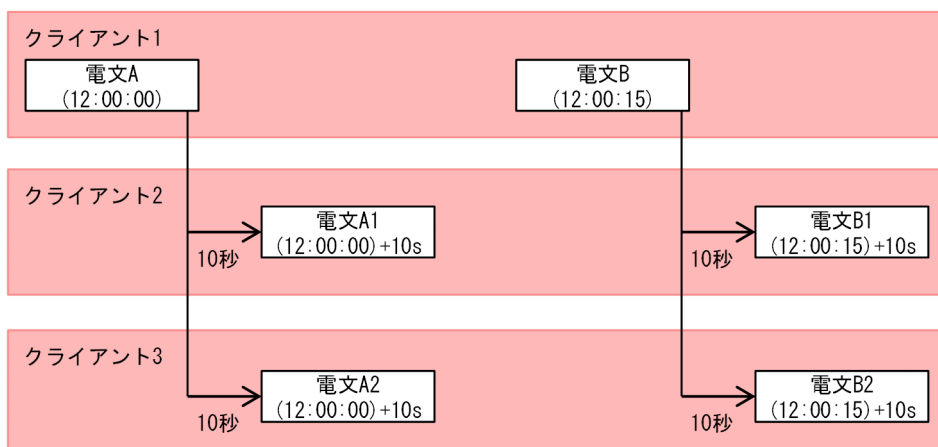 クライアント1
電文A
(12:00:00)
電文B
(12:00:15)
クライアント2
電文A1
(12:00:00)+10s
10秒
電文B1
(12:00:15)+10s
10秒
クライアント3
電文A2
(12:00:00)+10s
10秒
電文B2
(12:00:15)+10s
10秒